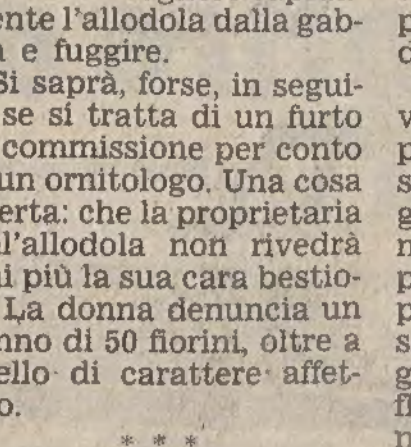 ente l'allodola dalla gab-
a e fuggire.
Si saprà, forse, in segui-
se si tratta di un furto
commissione per conto
un ornitologo. Una cosa
erta: che la proprietaria
l'allodola non rivedrà
ai più la sua cara bestio-
La donna denuncia un
nno di 50 fiorini, oltre a
ello di carattere affet-
o.
* * *